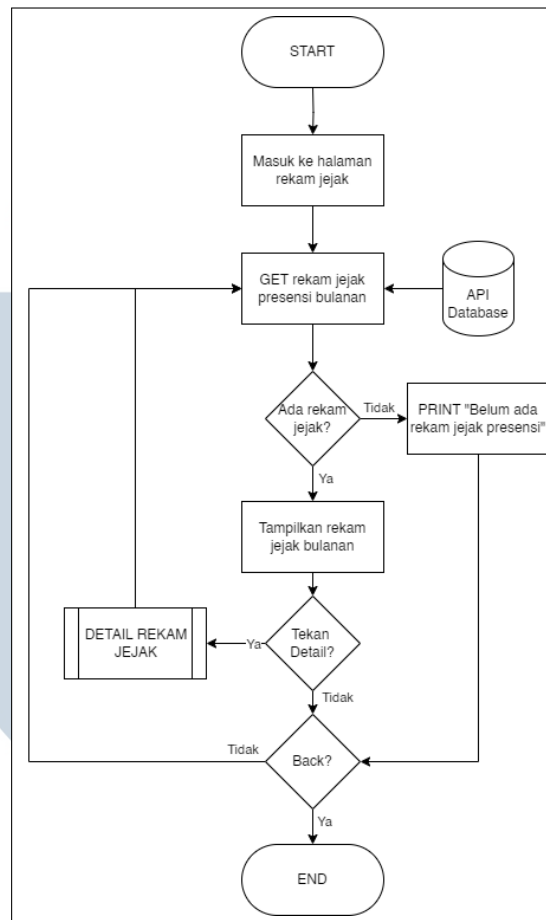 START
Masuk ke halaman
rekam jejak
GET rekam jejak
presensi bulanan
API
Database
Ada rekam
jejak?
Tidak
PRINT "Belum ada
rekam jejak presensi"
Ya
Tampilkan rekam
jejak bulanan
Tekan
Detail?
Ya
DETAIL REKAM
JEJAK
Tidak
Back?
Tidak
Ya
END